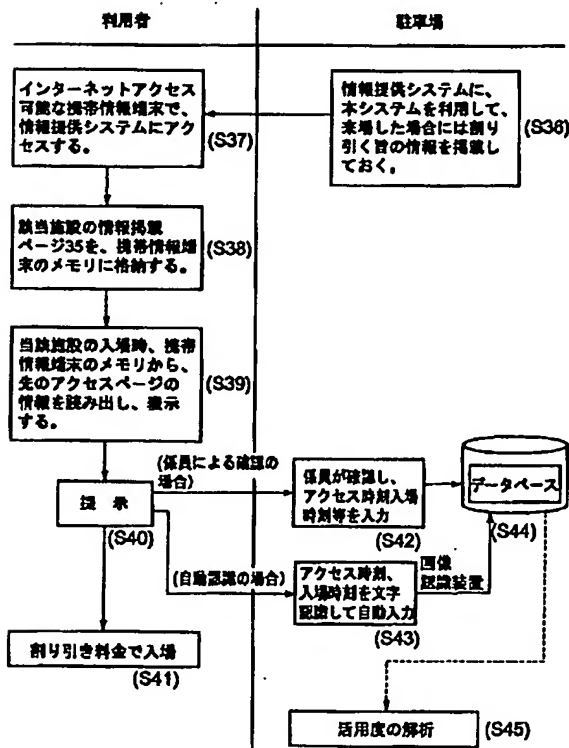 利用者
駐車場
インターネットアクセス
可能な携帯情報端末で、
情報提供システムにアク
セスする。
(S37)
情報提供システムに、
本システムを利用して、
来場した場合には割り
引く旨の情報を掲載し
ておく。
(S36)
該当施設の情報掲載
ページ35を、携帯情報端
末のメモリに格納する。
(S38)
当該施設の入場時、携帯
情報端末のメモリから、
先のアクセスページの
情報を読み出し、表示
する。
(S39)
(係員による確認の
場合)
提 示
(S40)
係員が確認し、
アクセス時刻入場
時刻等を入力
(S42)
データベース
(S44)
(自動認識の場合)
アクセス時刻、
入場時刻を文字
認識して自動入力
(S43)
画像
認識装置
割り引き料金で入場
(S41)
活用度の解析
(S45)